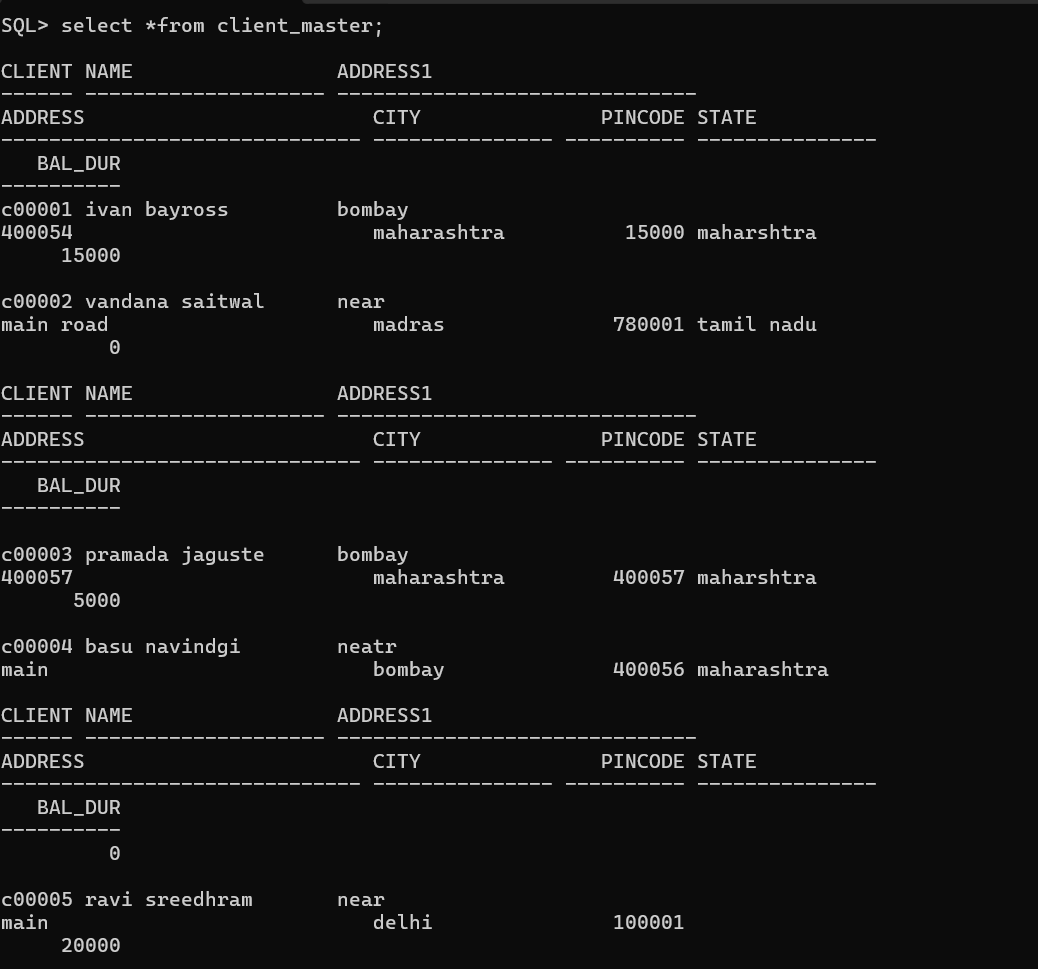 SQL> select *from client_master;
CLIENT NAME                 ADDRESS1
------ -------------------- ------------------------------
ADDRESS                        CITY               PINCODE STATE
------------------------------ --------------- ---------- ---------------
   BAL_DUR
----------
c00001 ivan bayross         bombay
400054                         maharashtra          15000 maharshtra
     15000
c00002 vandana saitwal      near
main road                      madras              780001 tamil nadu
         0
CLIENT NAME                 ADDRESS1
------ -------------------- ------------------------------
ADDRESS                        CITY               PINCODE STATE
------------------------------ --------------- ---------- ---------------
   BAL_DUR
----------
c00003 pramada jaguste      bombay
400057                         maharashtra         400057 maharshtra
      5000
c00004 basu navindgi        neatr
main                           bombay              400056 maharashtra
CLIENT NAME                 ADDRESS1
------ -------------------- ------------------------------
ADDRESS                        CITY               PINCODE STATE
------------------------------ --------------- ---------- ---------------
   BAL_DUR
----------
         0
c00005 ravi sreedhram       near
main                           delhi               100001
     20000